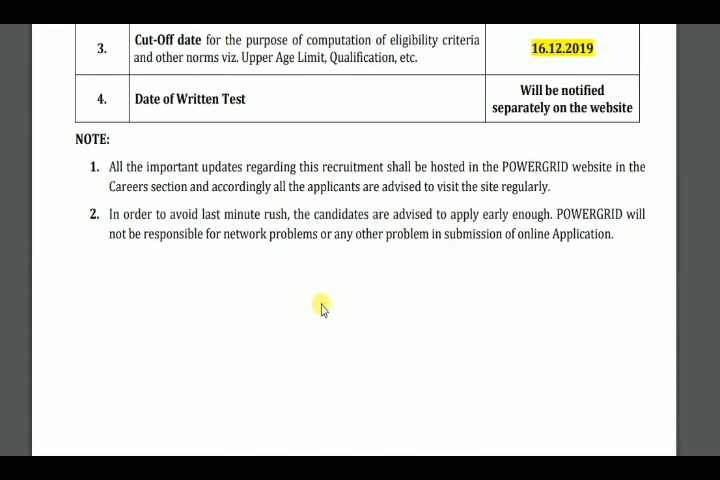 3.
Cut-Off date for the purpose of computation of eligibility criteria
and other norms viz. Upper Age Limit, Qualification, etc.
16.12.2019
4.
Date of Written Test
Will be notified
separately on the website
NOTE:
1. All the important updates regarding this recruitment shall be hosted in the POWERGRID website in the
Careers section and accordingly all the applicants are advised to visit the site regularly.
2. In order to avoid last minute rush, the candidates are advised to apply early enough. POWERGRID will
not be responsible for network problems or any other problem in submission of online Application.